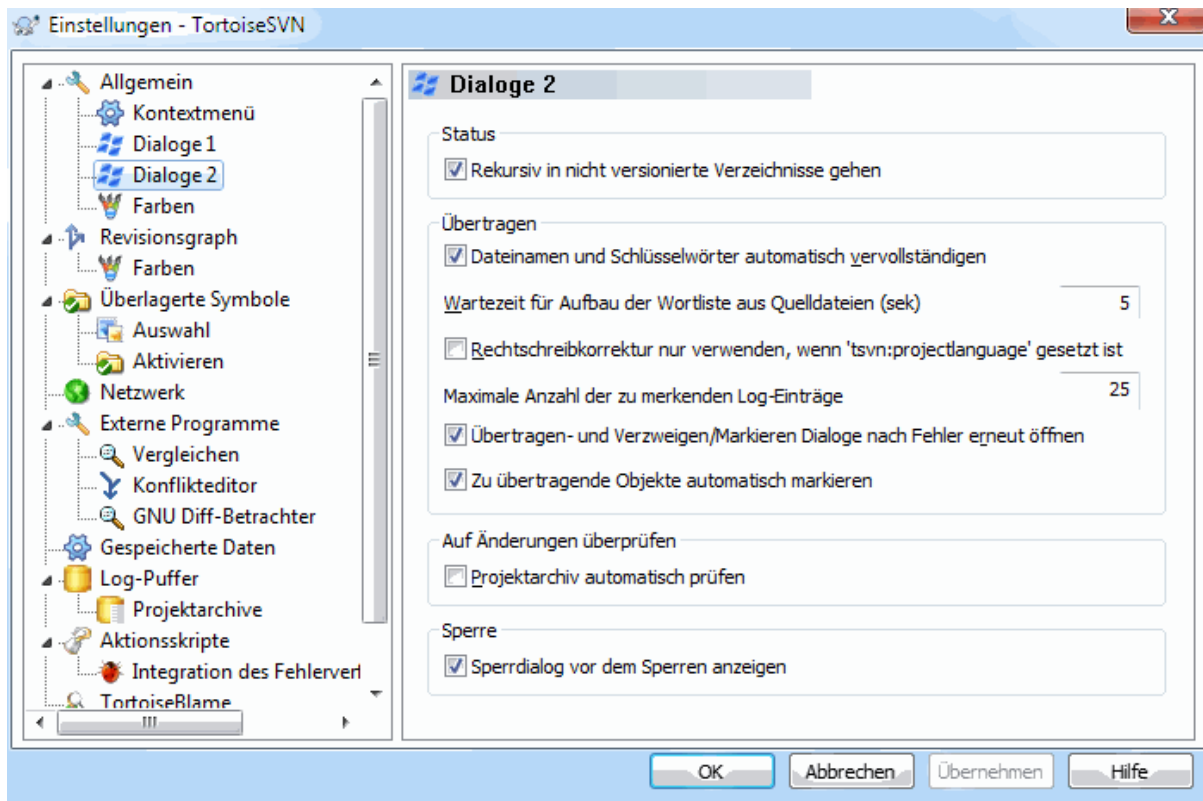 Einstellungen - TortoiseSVN
Allgemein
Kontextmenü
Dialoge 1
Dialoge 2
Farben
Revisionsgraph
Farben
Überlagerte Symbole
Auswahl
Aktivieren
Netzwerk
Externe Programme
Vergleichen
Konflikteditor
GNU Diff-Betrachter
Gespeicherte Daten
Log-Puffer
Projektarchive
Aktionsskripte
Integration des Fehlerverf
TortoiseBlame
Dialoge 2
Status
Rekursiv in nicht versionierte Verzeichnisse gehen
Übertragen
Dateinamen und Schlüsselwörter automatisch vervollständigen
Wartezeit für Aufbau der Wortliste aus Quelldateien (sek) 5
Rechtschreibkorrektur nur verwenden, wenn 'tsvn:projectlanguage' gesetzt ist
Maximale Anzahl der zu merkenden Log-Einträge 25
Übertragen- und Verzweigen/Markieren Dialoge nach Fehler erneut öffnen
Zu übertragende Objekte automatisch markieren
Auf Änderungen überprüfen
Projektarchiv automatisch prüfen
Sperre
Sperrdialog vor dem Sperren anzeigen
OK Abbrechen Übernehmen Hilfe